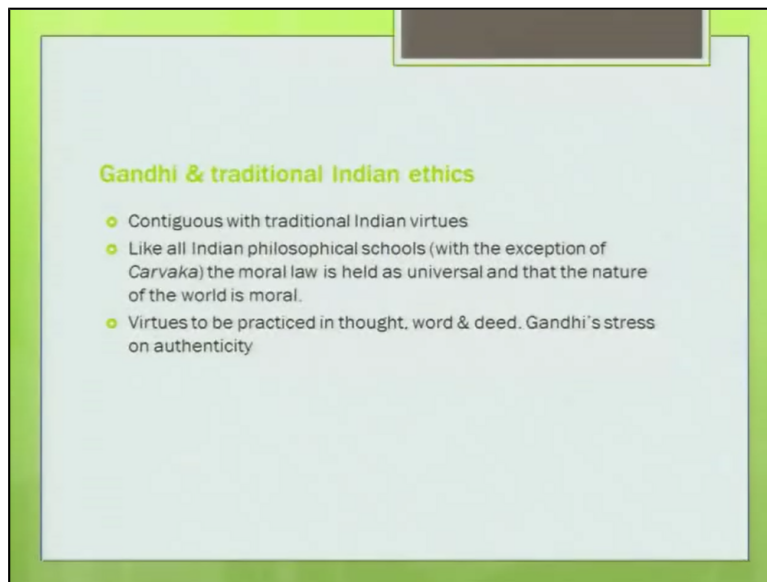 Gandhi & traditional Indian ethics
Contiguous with traditional Indian virtues
Like all Indian philosophical schools (with the exception of
Carvaka) the moral law is held as universal and that the nature
of the world is moral.
Virtues to be practiced in thought, word & deed. Gandhi´s stress
on authenticity